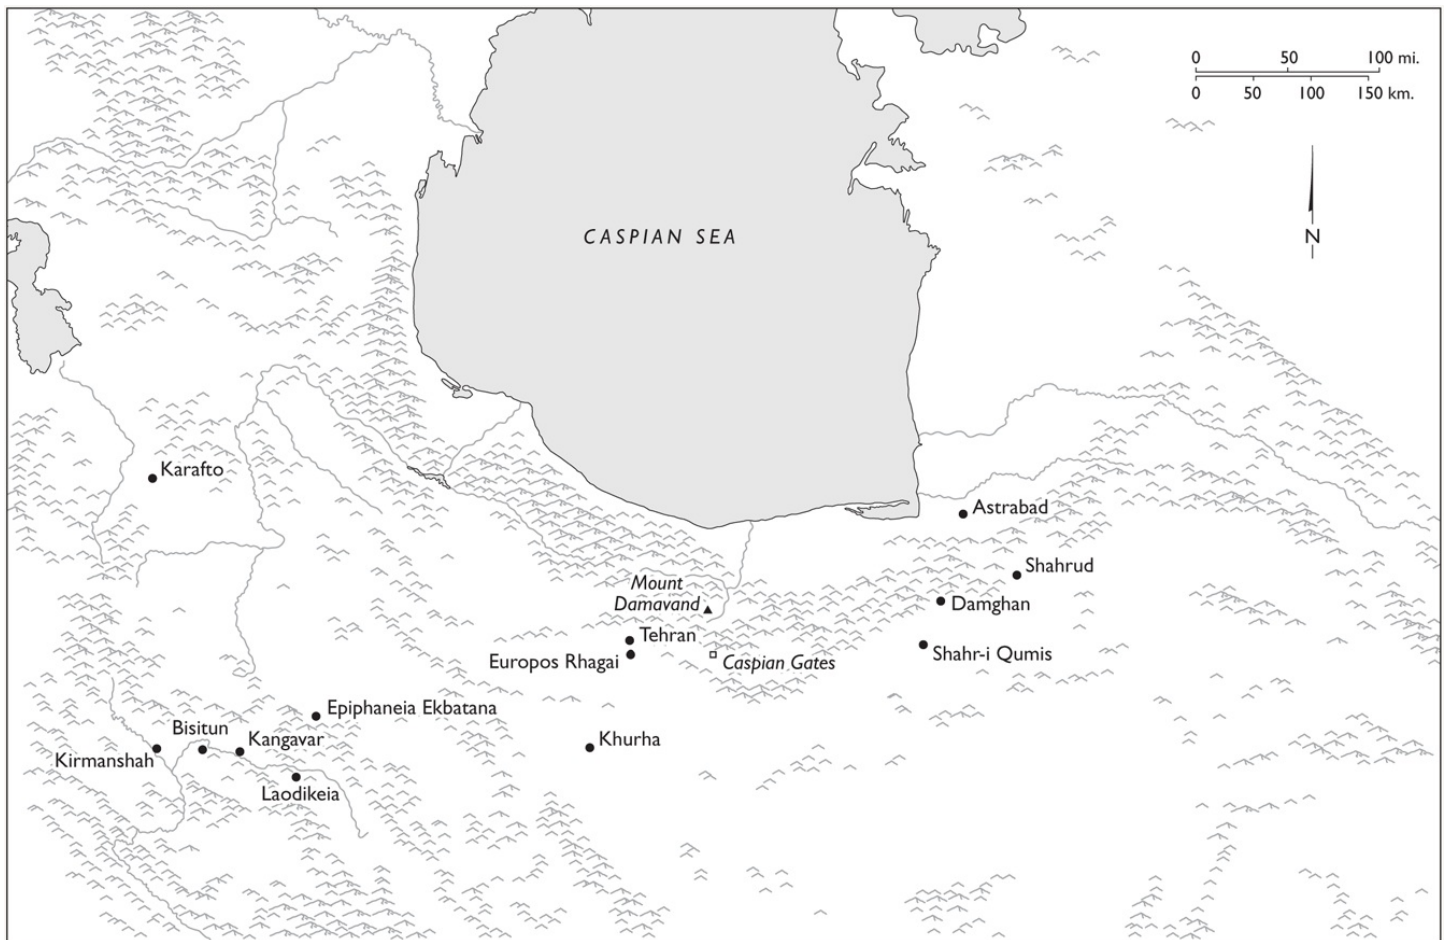 0 50 100 mi.
0 50 100 150 km.
N
CASPIAN SEA
Karafto
Astrabad
Shahrud
Mount
Damavand
Damghan
Tehran
Europos Rhagai
Caspian Gates
Shahr-i Qumis
Epiphaneia Ekbatana
Bisitun
Kangavar
Khurha
Kirmanshah
Laodikeia